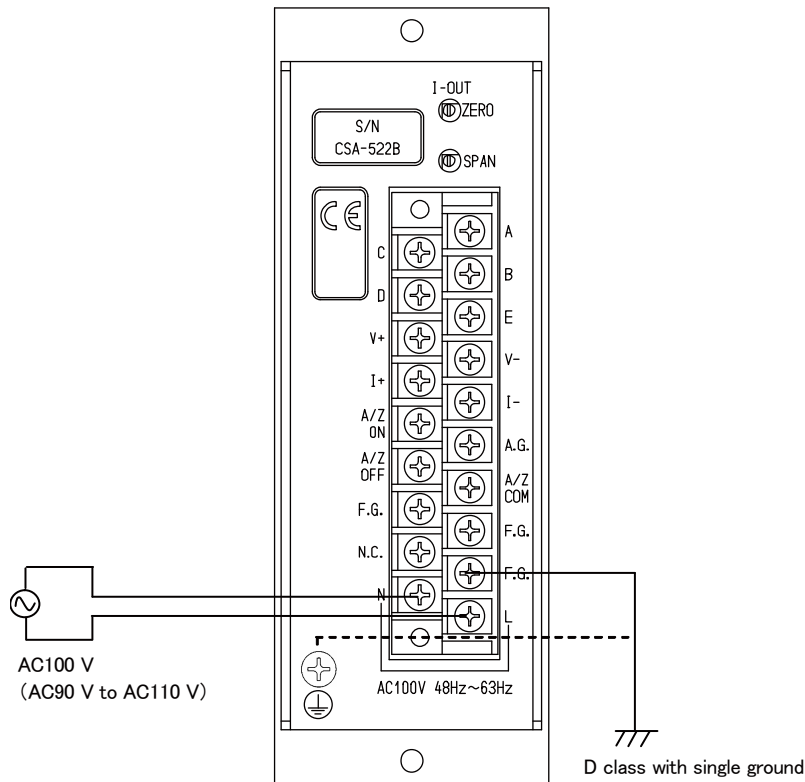 I-OUT
ZERO
S/N
CSA-522B
SPAN
CE
A
C
B
D
E
V+
V-
I+
I-
A/Z
ON
A.G.
A/Z
OFF
A/Z
COM
F.G.
F.G.
N.C.
F.G.
N
L
AC100 V
（AC90 V to AC110 V）
AC100V 48Hz～63Hz
D class with single ground